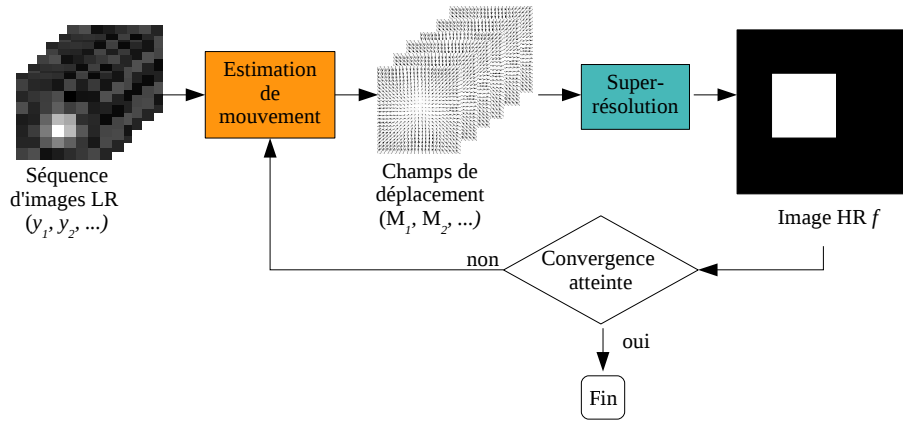 Estimation
de
mouvement
Super-
résolution
Séquence
d'images LR
(y₁, y₂, ...)
Champs de
déplacement
(M₁, M₂, ...)
Image HR f
non
Convergence
atteinte
oui
Fin